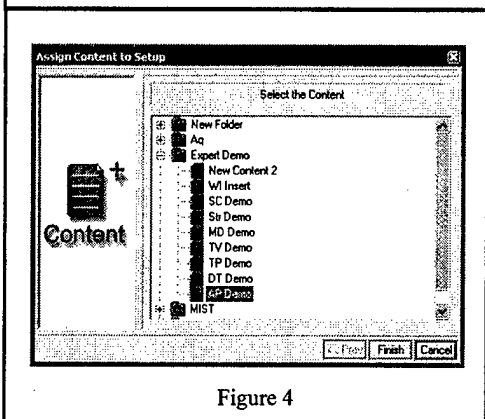 Assign Content to Setup
Select the Content
New Folder
Aq
Expert Demo
New Content 2
WI Insert
SC Demo
Str Demo
MD Demo
TV Demo
TP Demo
DT Demo
AP Demo
MIST
Content
< Prev Finish Cancel
Figure 4